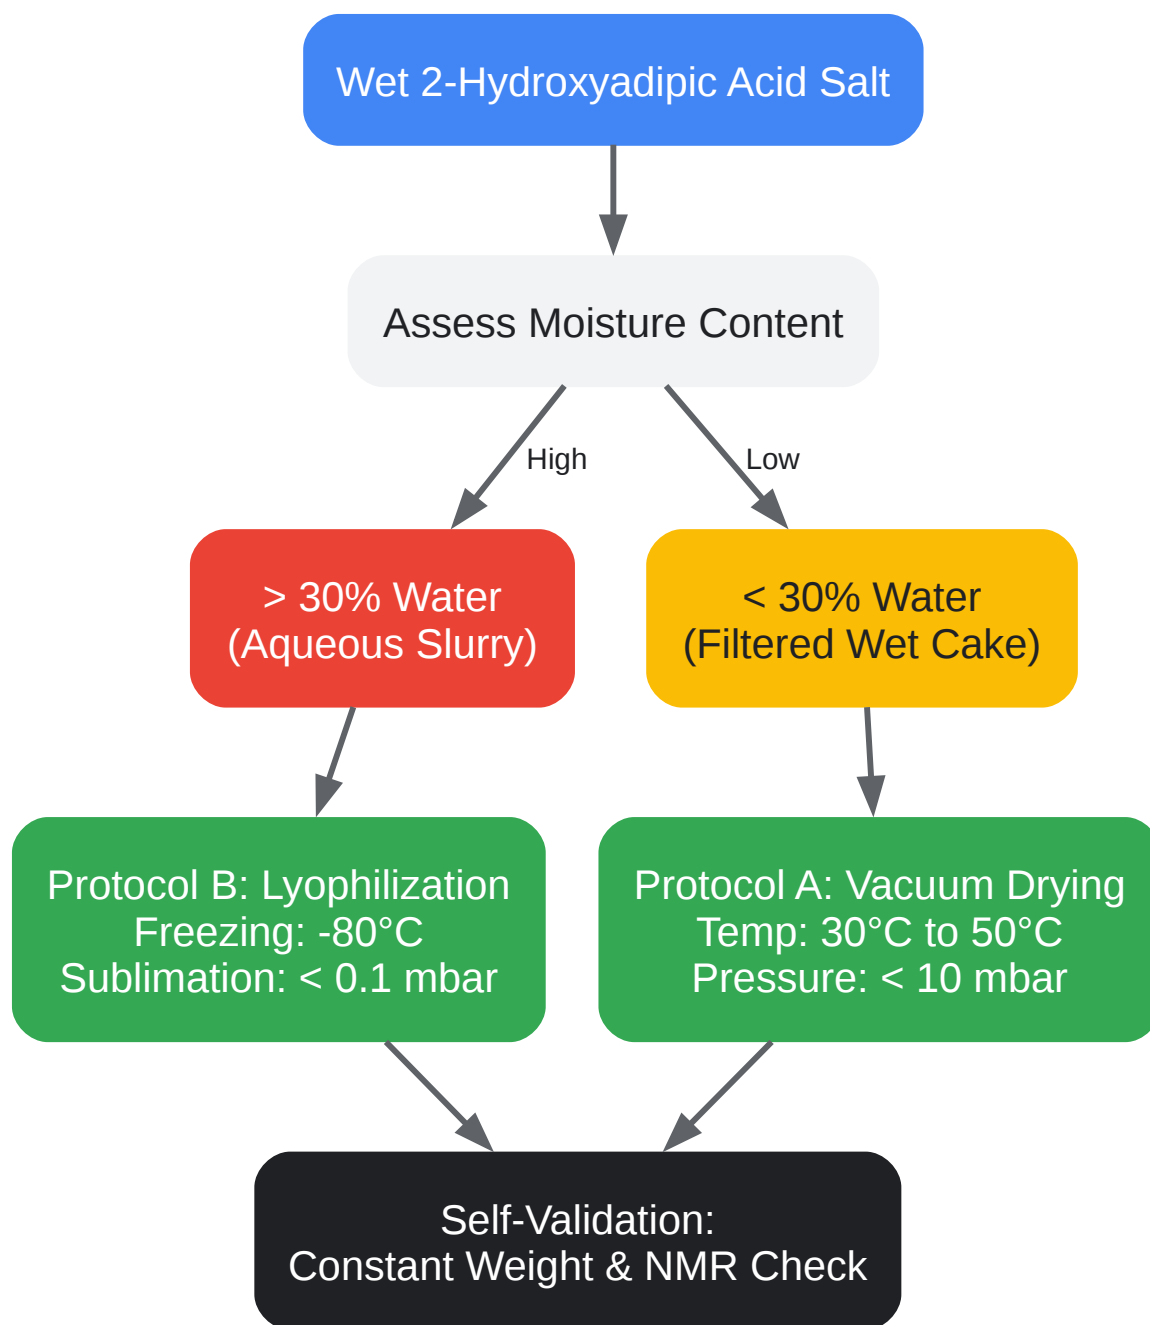 Wet 2-Hydroxyadipic Acid Salt
Assess Moisture Content
High
Low
> 30% Water
(Aqueous Slurry)
< 30% Water
(Filtered Wet Cake)
Protocol B: Lyophilization
Freezing: -80°C
Sublimation: < 0.1 mbar
Protocol A: Vacuum Drying
Temp: 30°C to 50°C
Pressure: < 10 mbar
Self-Validation:
Constant Weight & NMR Check